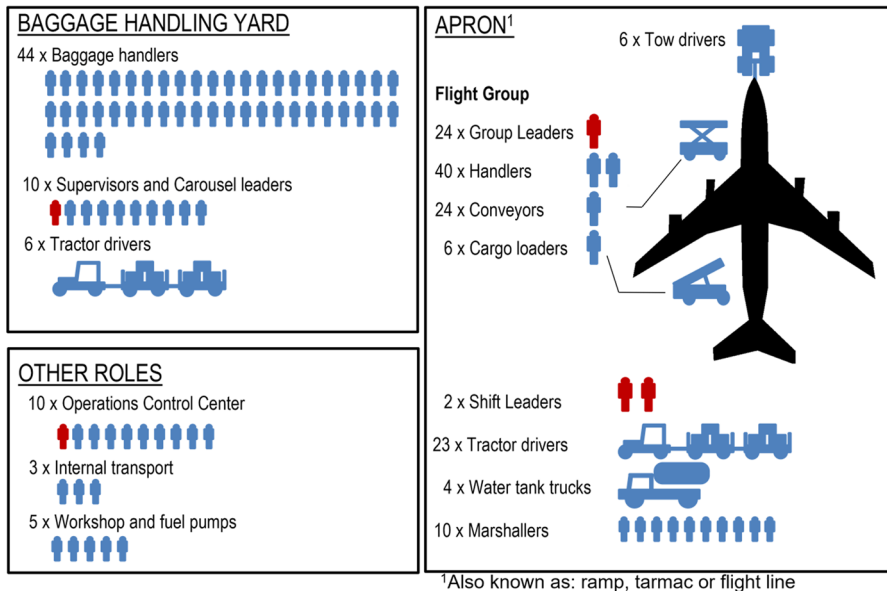 BAGGAGE HANDLING YARD
44 x Baggage handlers
10 x Supervisors and Carousel leaders
6 x Tractor drivers
OTHER ROLES
10 x Operations Control Center
3 x Internal transport
5 x Workshop and fuel pumps
APRON¹
6 x Tow drivers
Flight Group
24 x Group Leaders
40 x Handlers
24 x Conveyors
6 x Cargo loaders
2 x Shift Leaders
23 x Tractor drivers
4 x Water tank trucks
10 x Marshallers
¹Also known as: ramp, tarmac or flight line